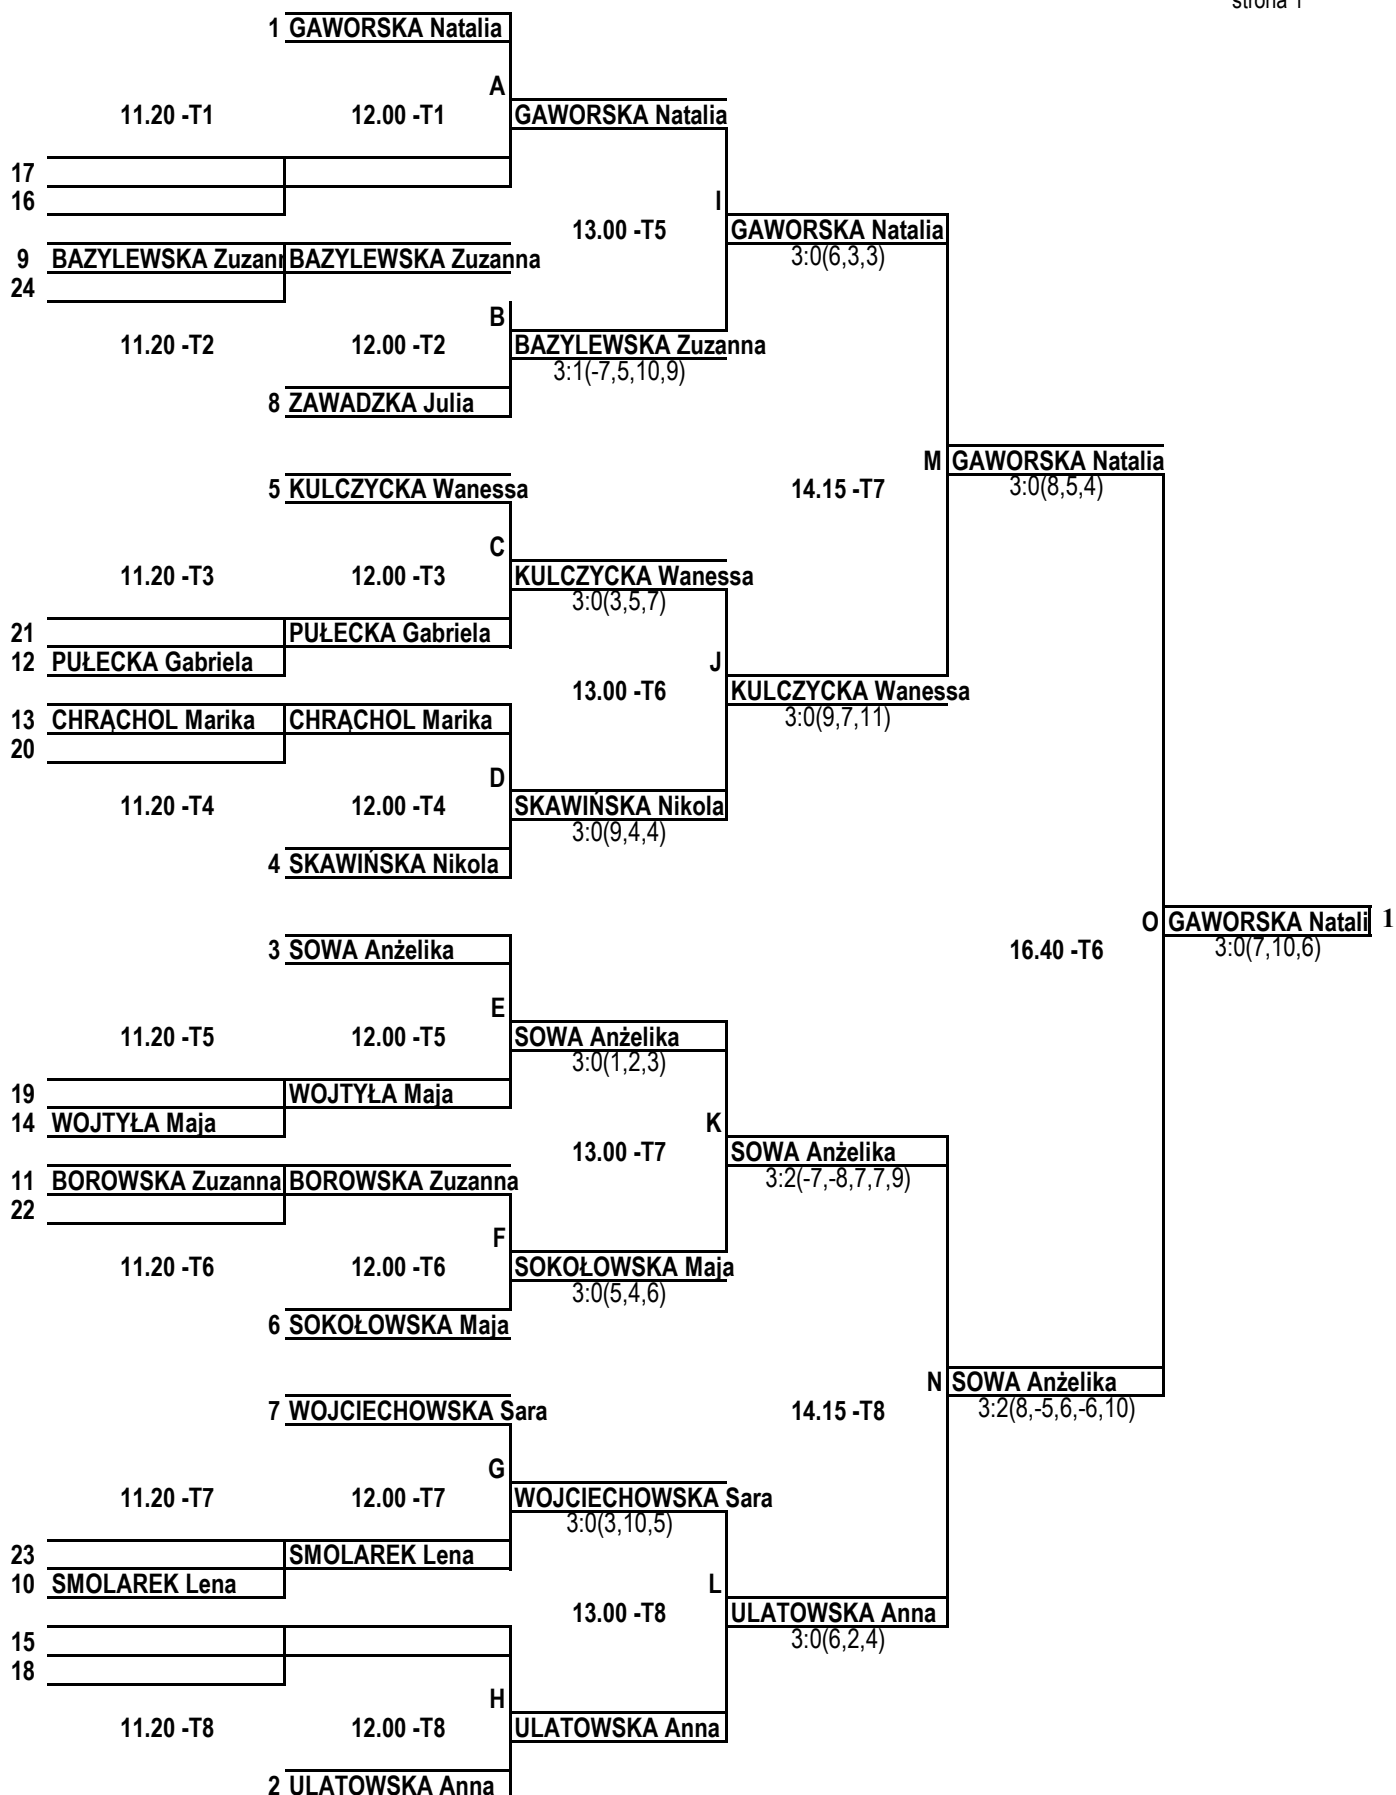 strona 1
1 GAWORSKA Natalia
A
11.20 -T1 12.00 -T1 GAWORSKA Natalia
17
16 I
13.00 -T5 GAWORSKA Natalia
9 BAZYLEWSKA Zuzann BAZYLEWSKA Zuzanna 3:0(6,3,3)
24
B
11.20 -T2 12.00 -T2 BAZYLEWSKA Zuzanna
3:1(-7,5,10,9)
8 ZAWADZKA Julia
M GAWORSKA Natalia
5 KULCZYCKA Wanessa 14.15 -T7 3:0(8,5,4)
C
11.20 -T3 12.00 -T3 KULCZYCKA Wanessa
3:0(3,5,7)
21 PUŁECKA Gabriela
12 PUŁECKA Gabriela J
13.00 -T6 KULCZYCKA Wanessa
13 CHRĄCHOL Marika CHRĄCHOL Marika 3:0(9,7,11)
20
D
11.20 -T4 12.00 -T4 SKAWIŃSKA Nikola
3:0(9,4,4)
4 SKAWIŃSKA Nikola
O GAWORSKA Natali 1
3 SOWA Anżelika 16.40 -T6 3:0(7,10,6)
E
11.20 -T5 12.00 -T5 SOWA Anżelika
3:0(1,2,3)
19 WOJTYŁA Maja
14 WOJTYŁA Maja K
13.00 -T7 SOWA Anżelika
11 BOROWSKA Zuzanna BOROWSKA Zuzanna 3:2(-7,-8,7,7,9)
22
F
11.20 -T6 12.00 -T6 SOKOŁOWSKA Maja
3:0(5,4,6)
6 SOKOŁOWSKA Maja
N SOWA Anżelika
7 WOJCIECHOWSKA Sara 14.15 -T8 3:2(8,-5,6,-6,10)
G
11.20 -T7 12.00 -T7 WOJCIECHOWSKA Sara
3:0(3,10,5)
23 SMOLAREK Lena
10 SMOLAREK Lena L
13.00 -T8 ULATOWSKA Anna
15 3:0(6,2,4)
18
H
11.20 -T8 12.00 -T8 ULATOWSKA Anna
2 ULATOWSKA Anna